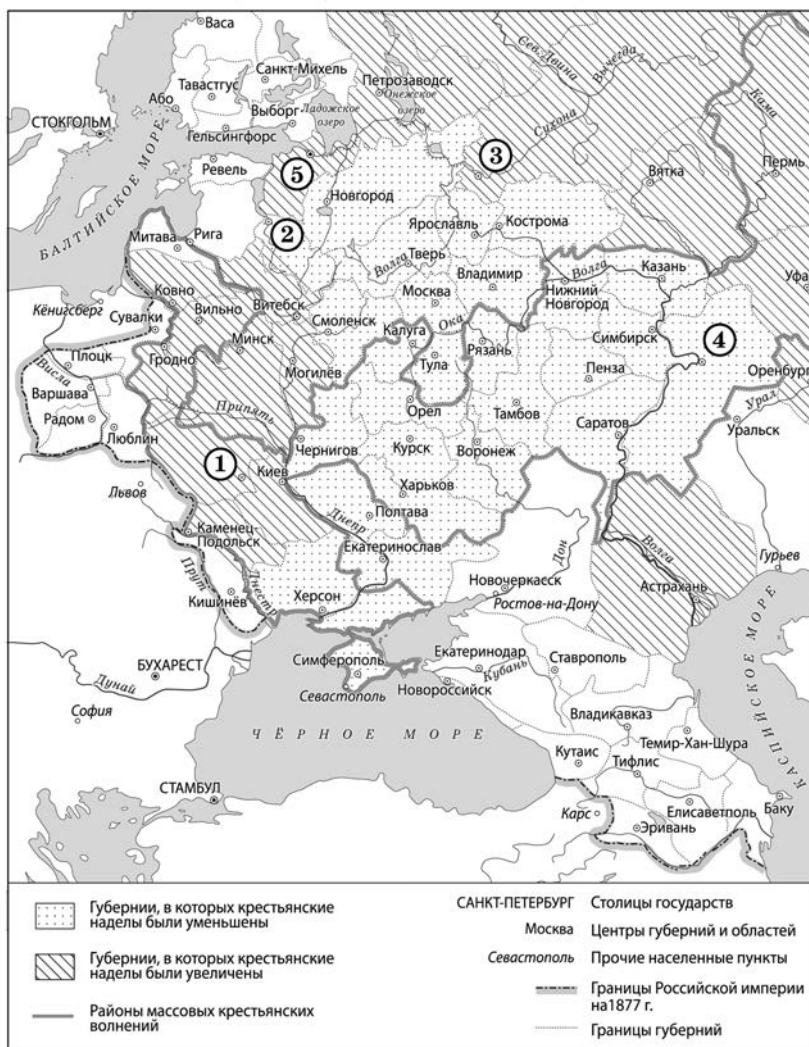 Васа
Санкт-Михель
Тавастгус
Петрозаводск
Онежское
озеро
Сев. Двина
Вычегда
Кама
Або
Выборг
Ладожское
озеро
СТОКГОЛЬМ
Гельсингфорс
Сухона
3
5
Вятка
Пермь
Ревель
Новгород
БАЛТИЙСКОЕ МОРЕ
2
Ярославль
Кострома
Митава
Рига
Волга
Тверь
Владимир
Волга
Казань
Уфа
Ковно
Кёнигсберг
Вильно
Витебск
Москва
Нижний
Новгород
Сувалки
Смоленск
Ока
Симбирск
4
Минск
Калуга
Рязань
Гродно
Плоцк
Тула
Пенза
Оренбург
Висла
Могилёв
Варшава
Припять
Орел
Тамбов
Урал
Радом
Саратов
Уральск
Люблин
Чернигов
Курск
Воронеж
1
Киев
Львов
Харьков
Днепр
Полтава
Каменец-
Подольск
Волга
Екатеринослав
Дон
Гурьев
Прут
Днестр
Новочеркасск
Астрахань
Кишинёв
Херсон
Ростов-на-Дону
БУХАРЕСТ
Симферополь
Екатеринодар
Ставрополь
Кубань
Дунай
Севастополь
Новороссийск
София
Владикавказ
ЧЁРНОЕ МОРЕ
Темир-Хан-Шура
КАСПИЙСКОЕ МОРЕ
Кутаис
Тифлис
СТАМБУЛ
Карс
Елисаветполь
Баку
Эривань
Губернии, в которых крестьянские
наделы были уменьшены
Губернии, в которых крестьянские
наделы были увеличены
Районы массовых крестьянских
волнений
САНКТ-ПЕТЕРБУРГ Столицы государств
Москва Центры губерний и областей
Севастополь Прочие населенные пункты
Границы Российской империи
на1877 г.
Границы губерний